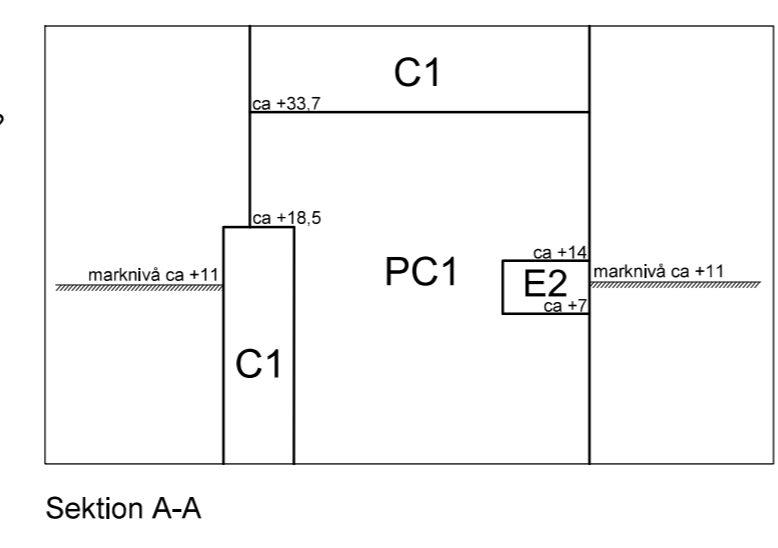 C1
ca +33,7
ca +18,5
marknivå ca +11
PC1
ca +14
E2
ca +7
marknivå ca +11
C1
Sektion A-A